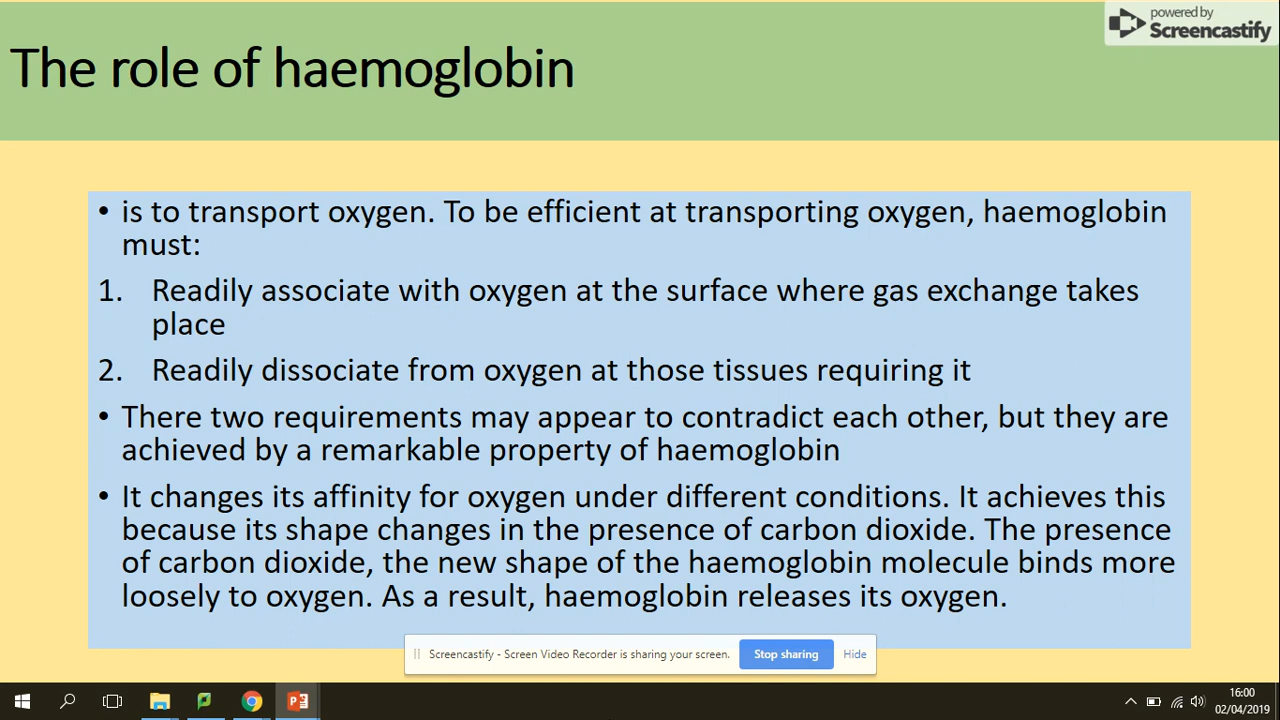 powered by
Screencastify
The role of haemoglobin
• is to transport oxygen. To be efficient at transporting oxygen, haemoglobin
must:
1. Readily associate with oxygen at the surface where gas exchange takes
place
2. Readily dissociate from oxygen at those tissues requiring it
• There two requirements may appear to contradict each other, but they are
achieved by a remarkable property of haemoglobin
• It changes its affinity for oxygen under different conditions. It achieves this
because its shape changes in the presence of carbon dioxide. The presence
of carbon dioxide, the new shape of the haemoglobin molecule binds more
loosely to oxygen. As a result, haemoglobin releases its oxygen.
Screencastify - Screen Video Recorder is sharing your screen. Stop sharing Hide
16:00
02/04/2019